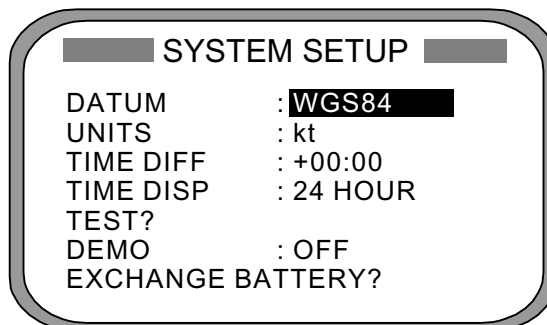 SYSTEM SETUP
DATUM : WGS84
UNITS : kt
TIME DIFF : +00:00
TIME DISP : 24 HOUR
TEST?
DEMO : OFF
EXCHANGE BATTERY?